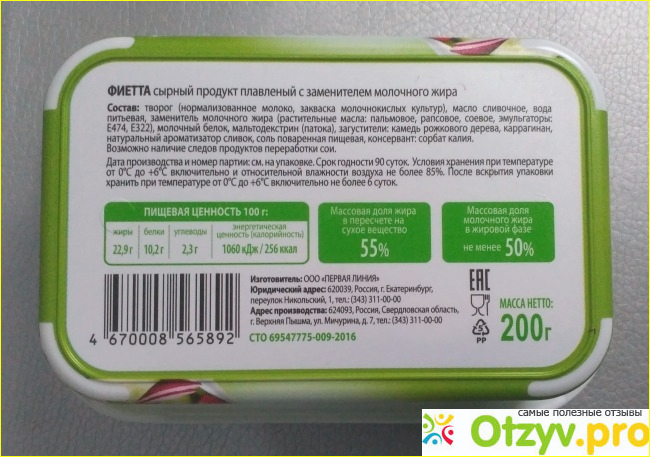 ФИЕТТА сырный продукт плавленый с заменителем молочного жира
Состав: творог (нормализованное молоко, закваска молочнокислых культур), масло сливочное, вода
питьевая, заменитель молочного жира (растительные масла: пальмовое, рапсовое, соевое, эмульгаторы:
Е474, Е322), молочный белок, мальтодекстрин (патока), загустители: камедь рожкового дерева, каррагинан,
натуральный ароматизатор сливки, соль поваренная пищевая, консервант: сорбат калия.
Возможно наличие следов продуктов переработки сои.
Дата производства и номер партии: см. на упаковке. Срок годности 90 суток. Условия хранения при температуре
от 0°С до +6°С включительно и относительной влажности воздуха не более 85%. После вскрытия упаковки
хранить при температуре от 0°С до +6°С включительно не более 6 суток.
ПИЩЕВАЯ ЦЕННОСТЬ 100 г:
жиры белки углеводы энергетическая ценность (калорийность)
22,9 г 10,2 г 2,3 г 1060 кДж / 256 ккал
Массовая доля жира
в пересчете на
сухое вещество
55%
Массовая доля
молочного жира
в жировой фазе
не менее 50%
Изготовитель: ООО «ПЕРВАЯ ЛИНИЯ»
Юридический адрес: 620039, Россия, г. Екатеринбург,
переулок Никольский, 1, тел.: (343) 311-00-00
Адрес производства: 624093, Россия, Свердловская область,
г. Верхняя Пышма, ул. Мичурина, д. 7, тел.: (343) 311-00-00
СТО 69547775-009-2016
4 670008 565892
ЕАС
5
PP
МАССА НЕТТО:
200г
самые полезные отзывы
Otzyv.pro